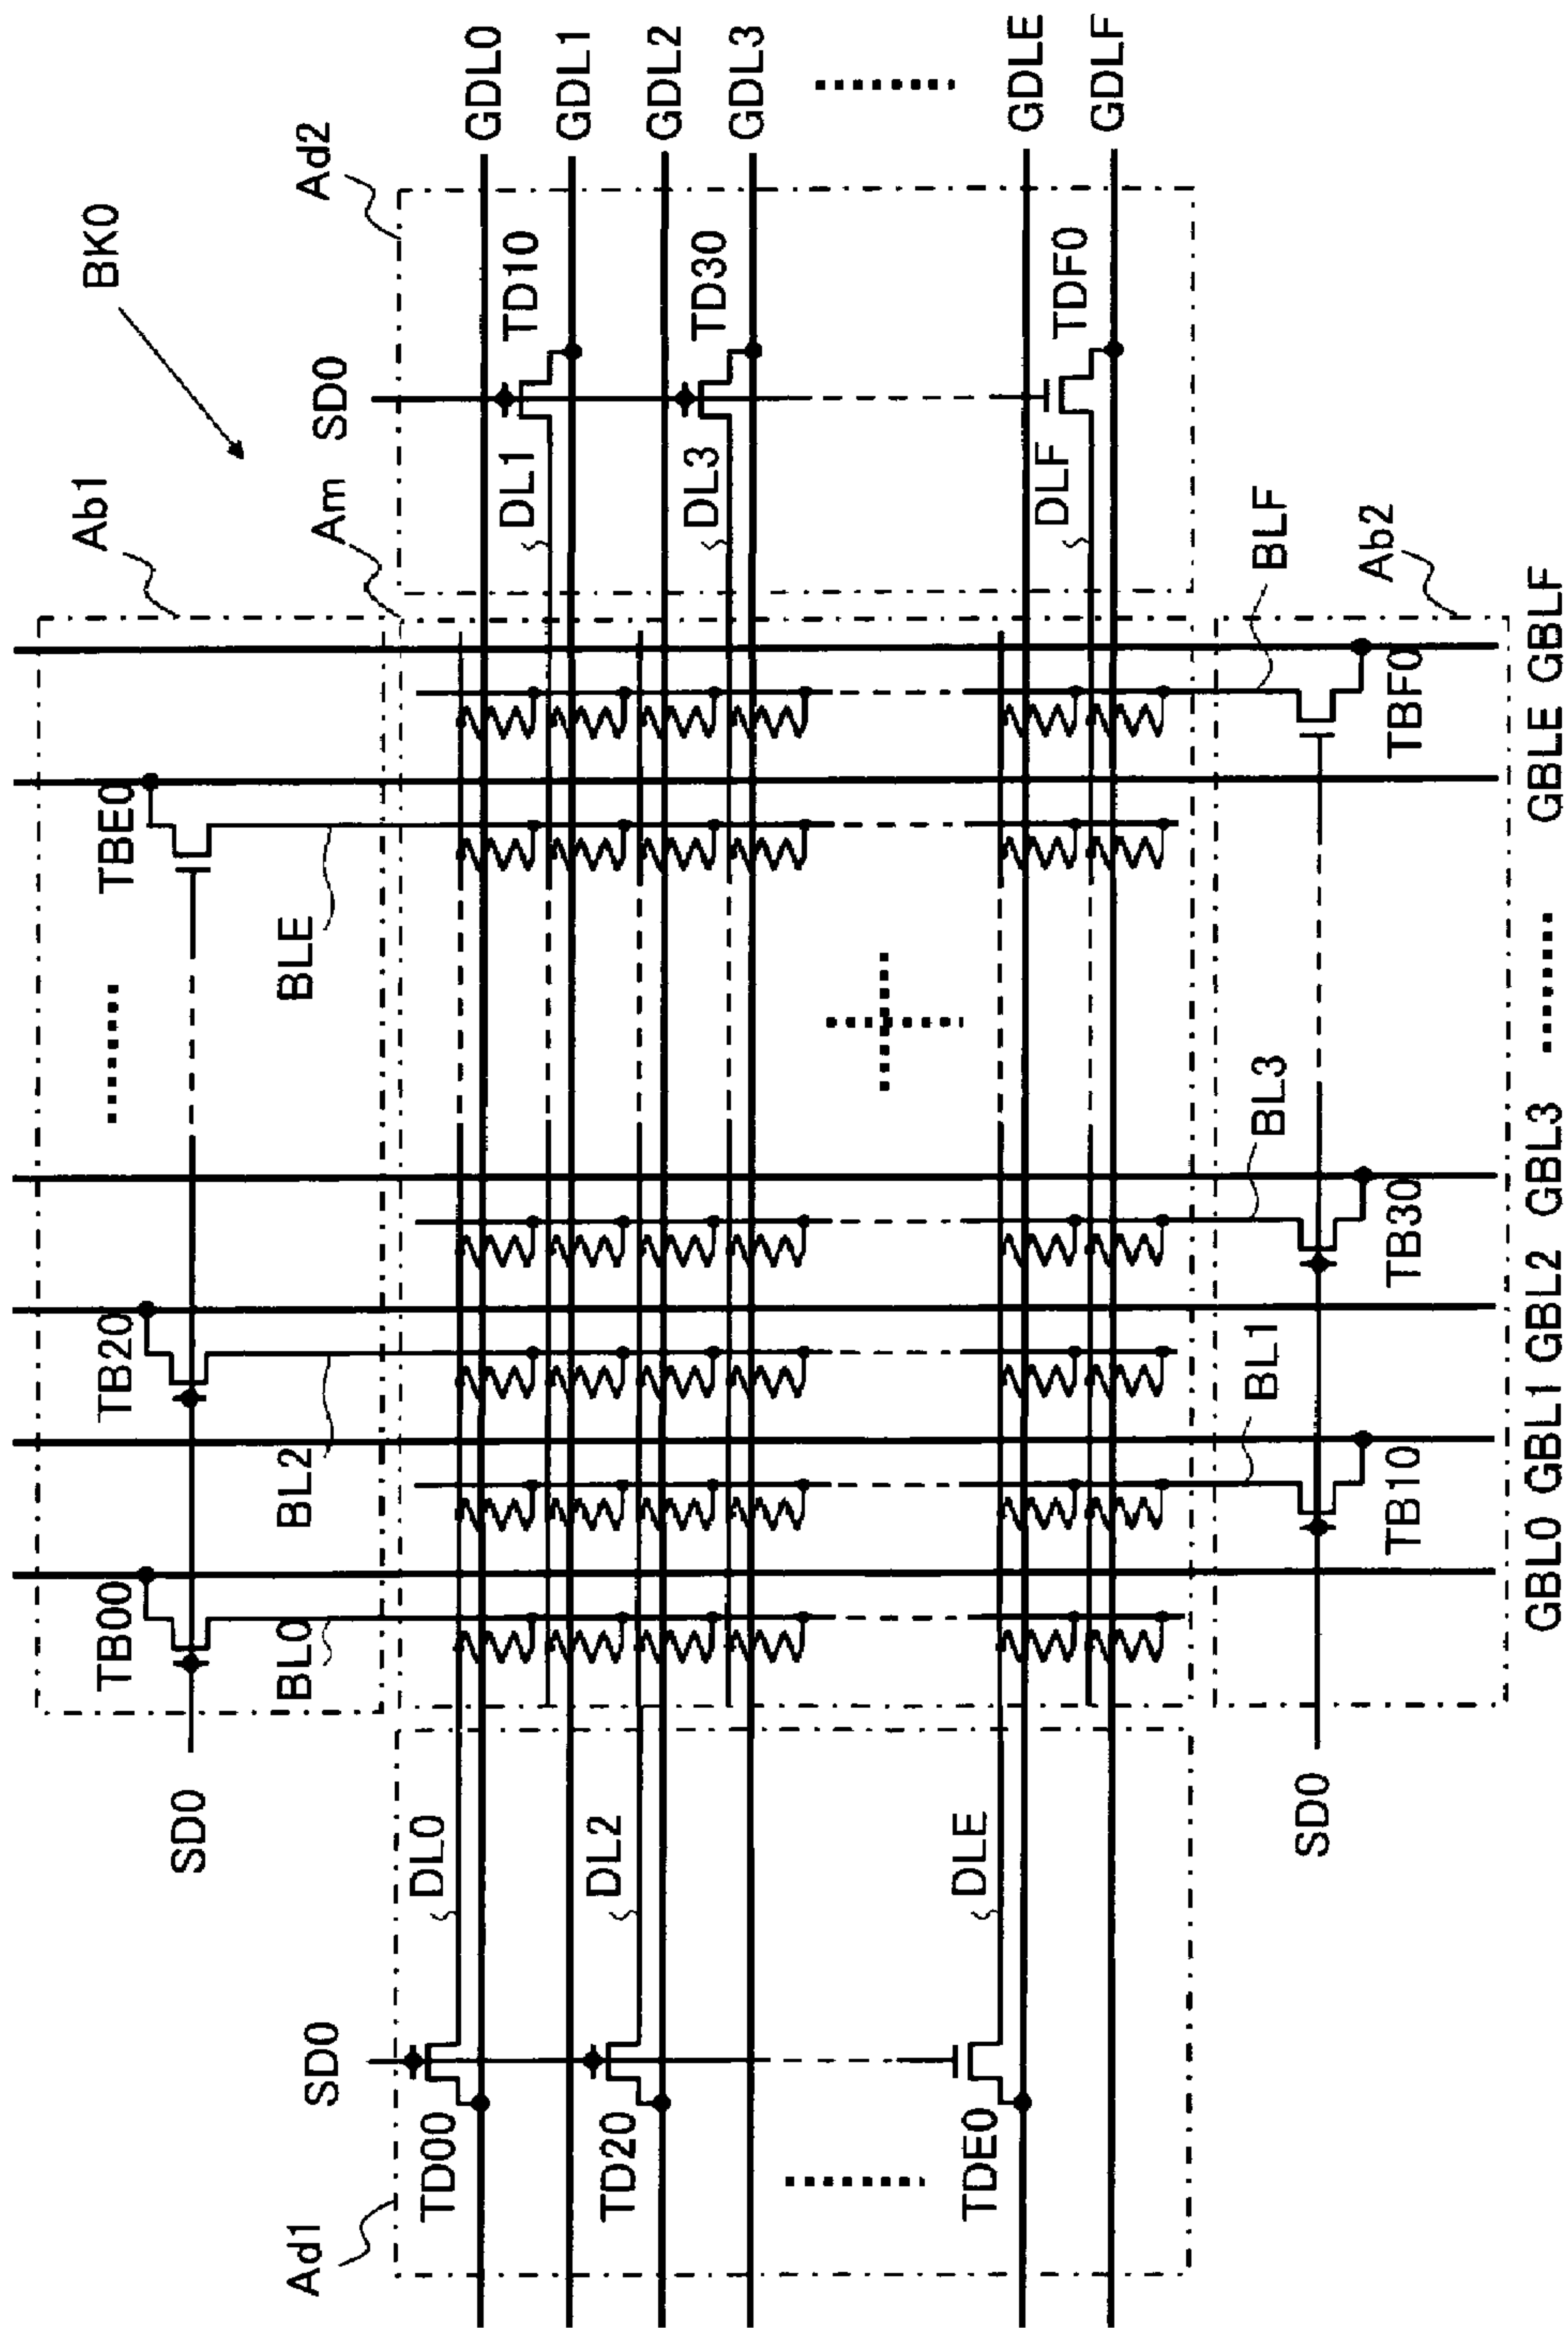 BK0
Ab1
TB00
TB20
TBE0
SD0
BL0
BL2
BLE
Ad1
SD0
Am
SD0
Ad2
DL0
TD00
GDL0
DL1
TD10
GDL1
DL2
TD20
GDL2
DL3
TD30
GDL3
DLE
TDE0
GDLE
DLF
TDF0
GDLF
BL1
BL3
BLF
SD0
Ab2
TB10
TB30
TBF0
GBL0 GBL1 GBL2 GBL3 ........ GBLE GBLF